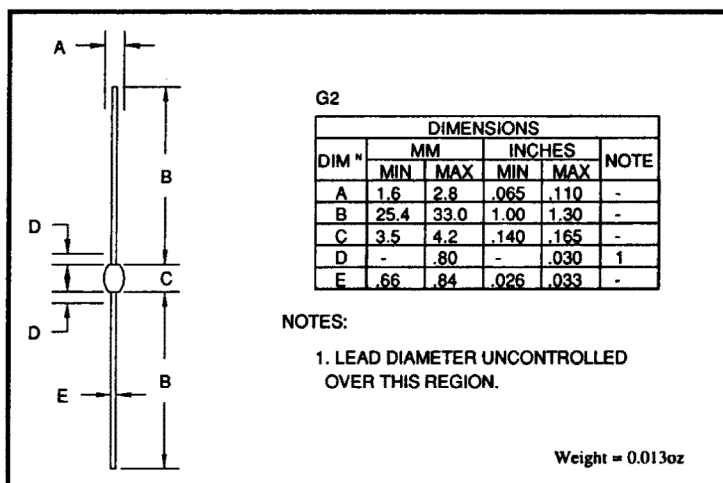 A
G2
DIMENSIONS
DIM ᴺ MM INCHES NOTE
MIN MAX MIN MAX
A 1.6 2.8 .065 .110 -
B 25.4 33.0 1.00 1.30 -
C 3.5 4.2 .140 .165 -
D - .80 - .030 1
E .66 .84 .026 .033 -
B
D
C
D
B
E
NOTES:
1. LEAD DIAMETER UNCONTROLLED
OVER THIS REGION.
Weight = 0.013oz